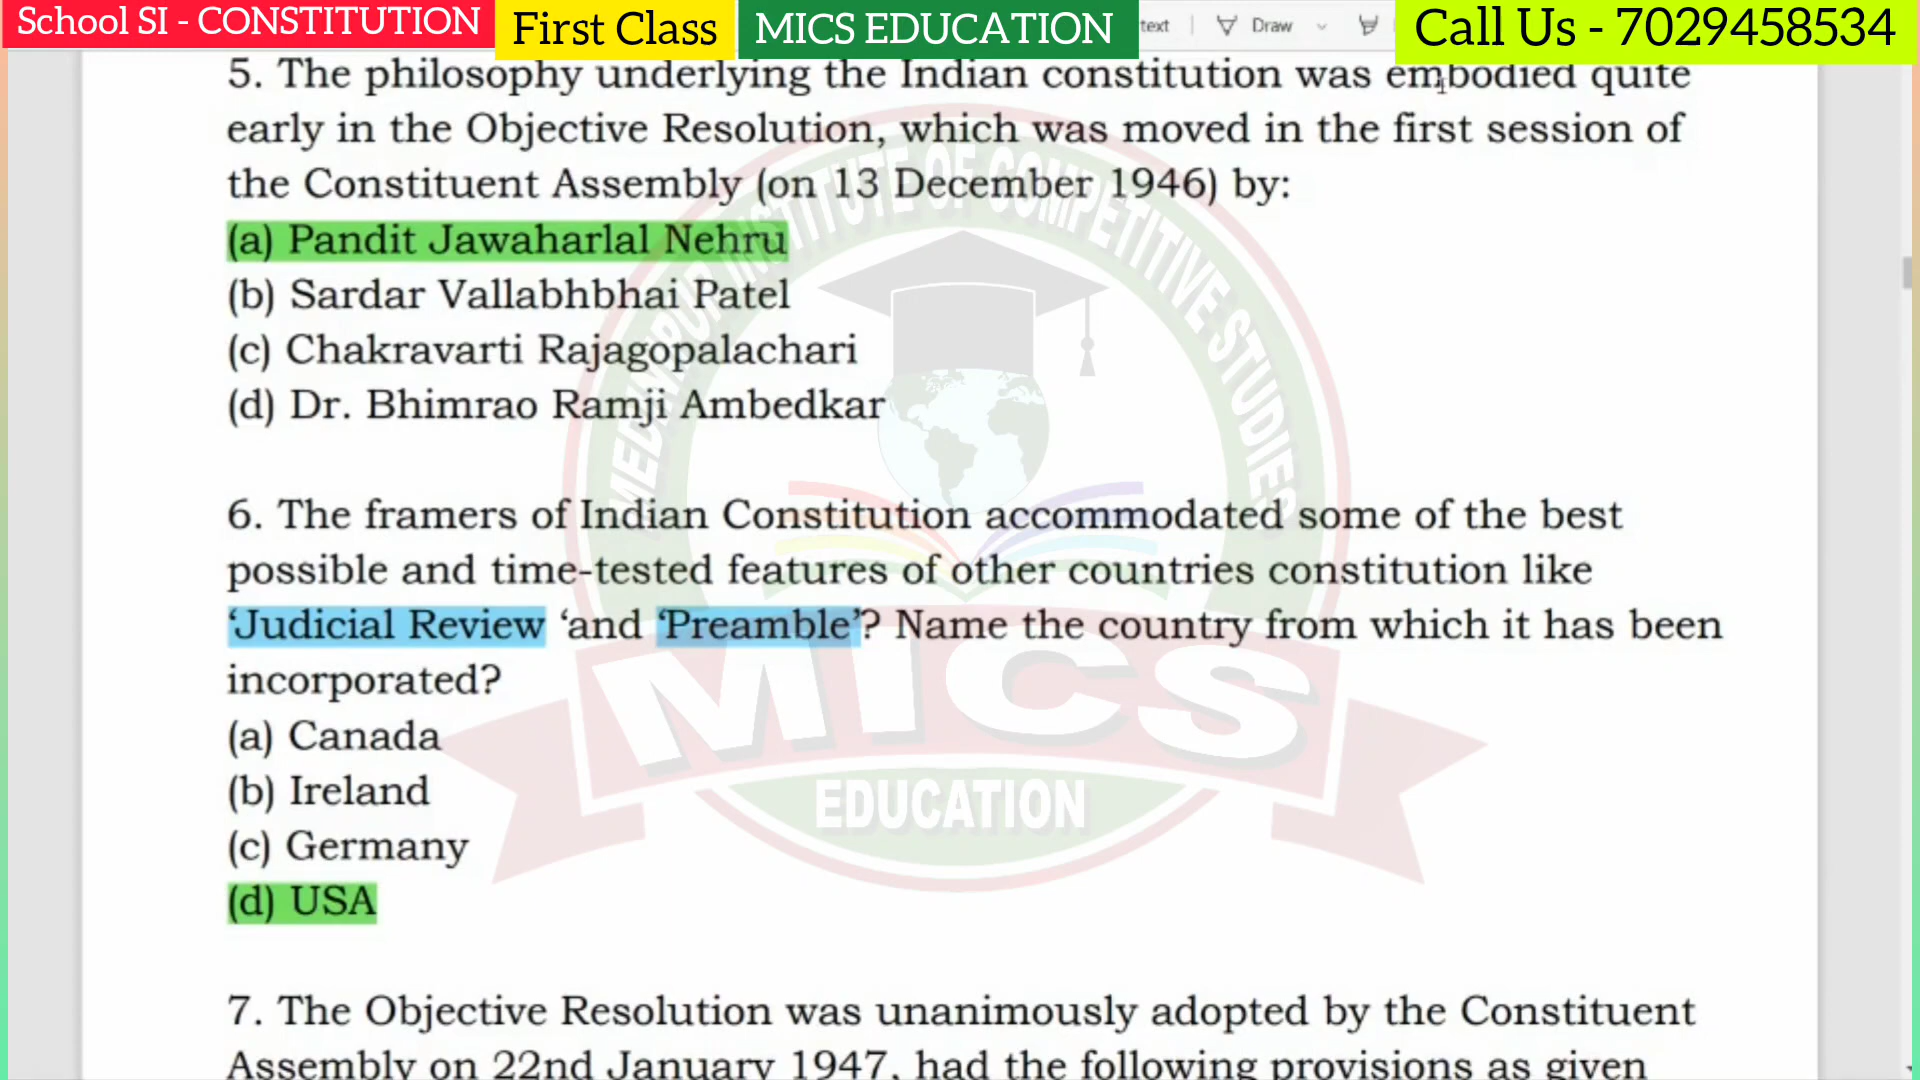 School SI - CONSTITUTION
First Class
MICS EDUCATION
text
Draw
Call Us - 7029458534
5. The philosophy underlying the Indian constitution was embodied quite
early in the Objective Resolution, which was moved in the first session of
the Constituent Assembly (on 13 December 1946) by:
(a) Pandit Jawaharlal Nehru
(b) Sardar Vallabhbhai Patel
(c) Chakravarti Rajagopalachari
(d) Dr. Bhimrao Ramji Ambedkar
6. The framers of Indian Constitution accommodated some of the best
possible and time-tested features of other countries constitution like
‘Judicial Review ‘and ‘Preamble’? Name the country from which it has been
incorporated?
(a) Canada
(b) Ireland
(c) Germany
(d) USA
7. The Objective Resolution was unanimously adopted by the Constituent
Assembly on 22nd January 1947, had the following provisions as given
MEDINIPUR INSTITUTE OF COMPETITIVE STUDIES
MICS
EDUCATION